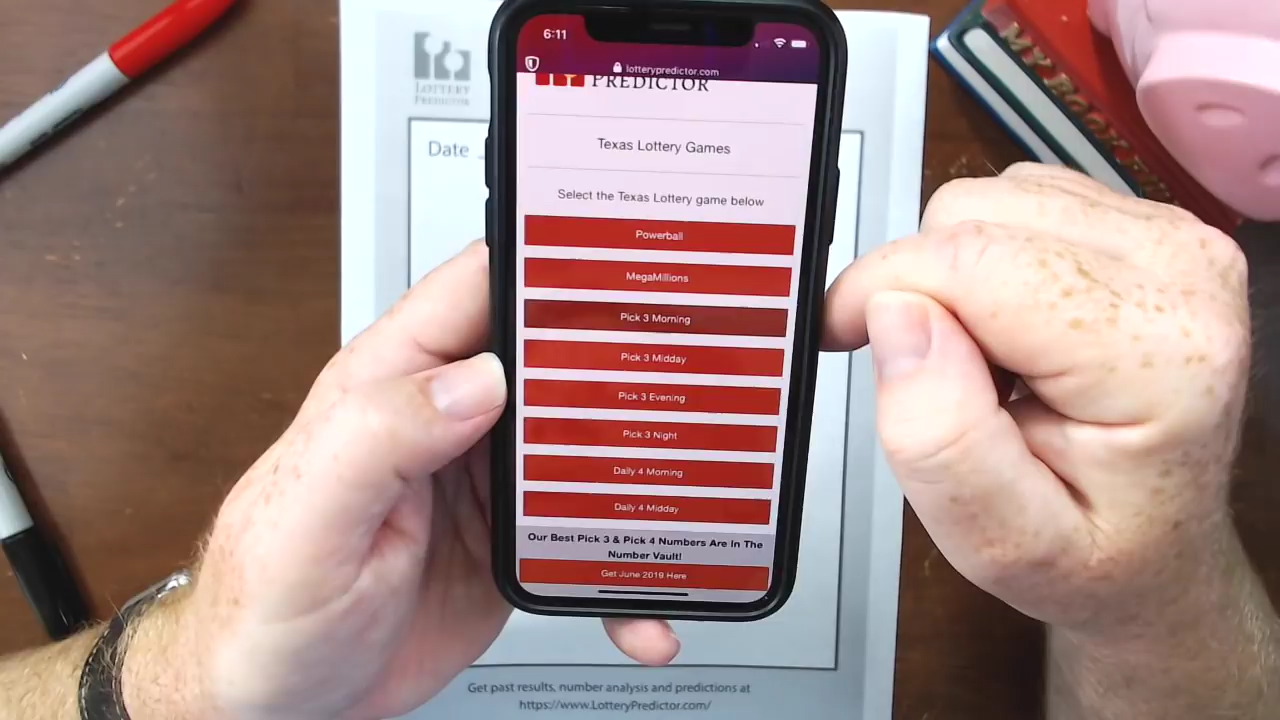 LOTTERY
PREDICTOR
Date
6:11
lotterypredictor.com
PREDICTOR
Texas Lottery Games
Select the Texas Lottery game below
Powerball
MegaMillions
Pick 3 Morning
Pick 3 Midday
Pick 3 Evening
Pick 3 Night
Daily 4 Morning
Daily 4 Midday
Our Best Pick 3 & Pick 4 Numbers Are In The
Number Vault!
Get June 2019 Here
MY BOOK
Get past results, number analysis and predictions at
https://www.LotteryPredictor.com/